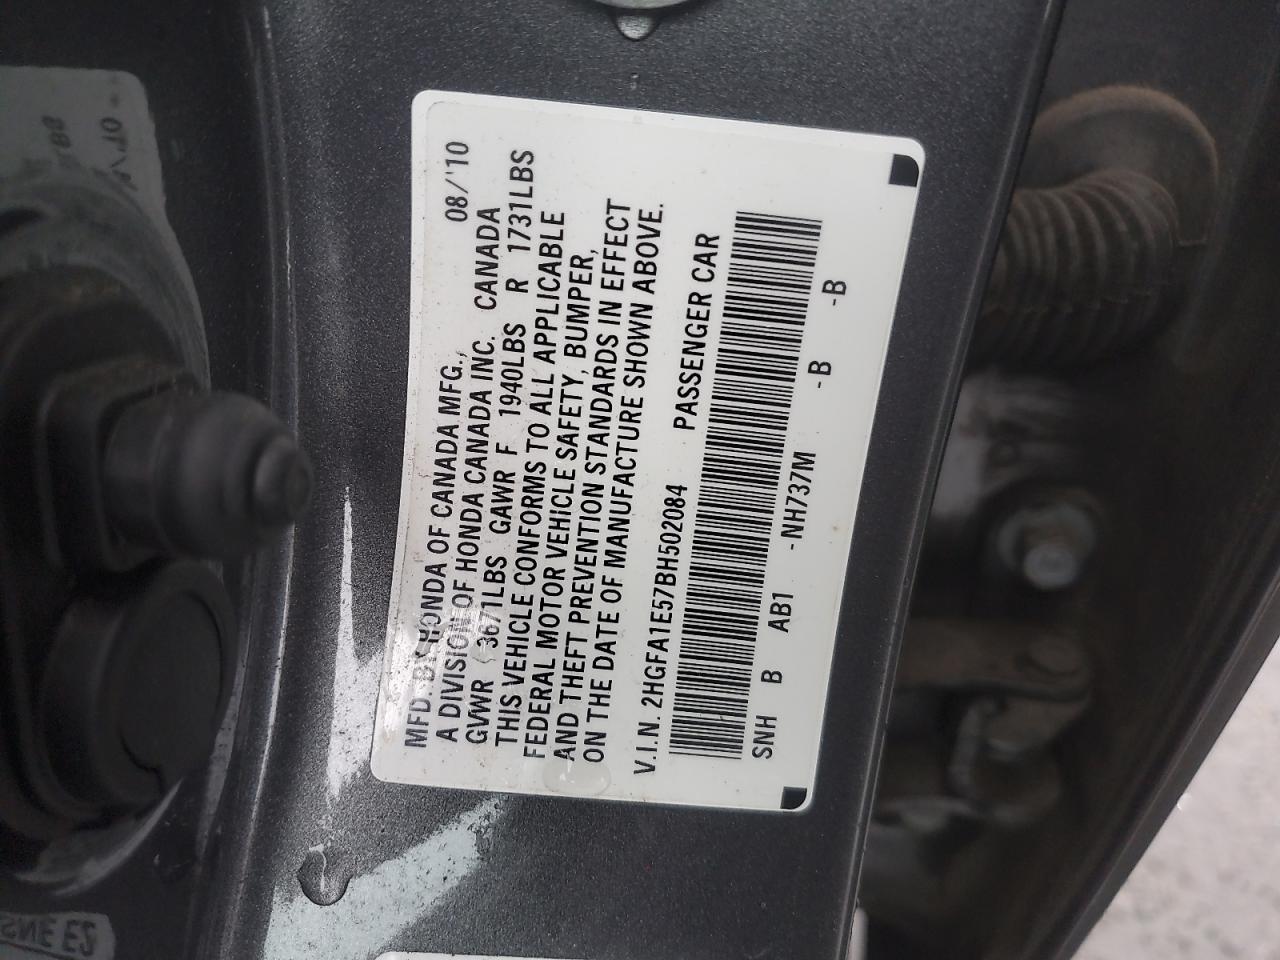 MFD. BY HONDA OF CANADA MFG., 08/'10
A DIVISION OF HONDA CANADA INC. CANADA
GVWR 3671LBS GAWR F 1940LBS R 1731LBS
THIS VEHICLE CONFORMS TO ALL APPLICABLE
FEDERAL MOTOR VEHICLE SAFETY, BUMPER,
AND THEFT PREVENTION STANDARDS IN EFFECT
ON THE DATE OF MANUFACTURE SHOWN ABOVE.
V.I.N. 2HGFA1E57BH502084 PASSENGER CAR
SNH B AB1 -NH737M -B -B